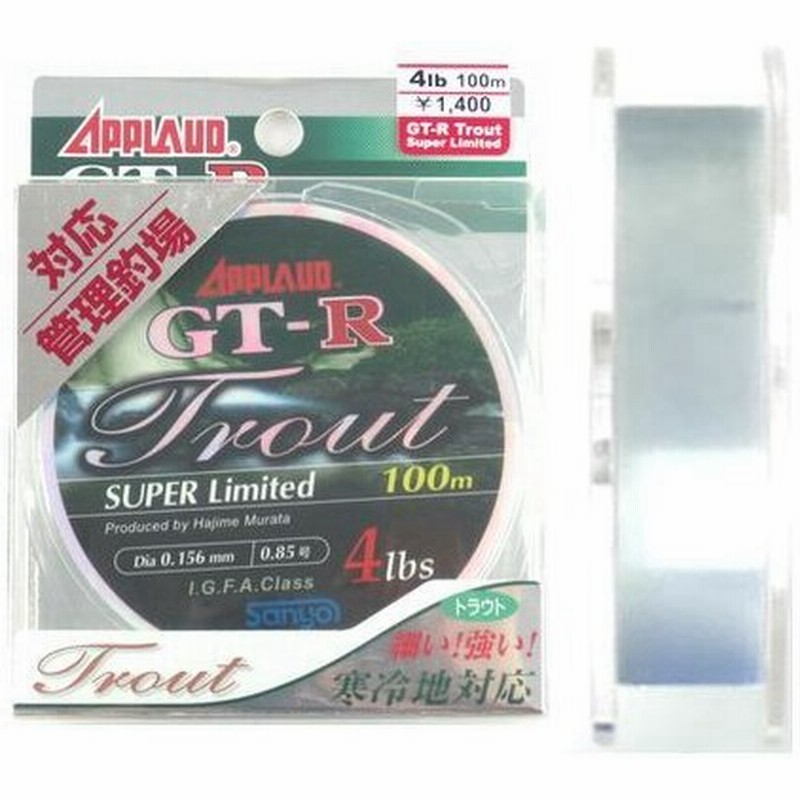 4lb 100m
¥1,400
GT-R Trout
Super Limited
APPLAUD®
GT-R
対応
管理釣場
APPLAUD
GT-R
Trout
SUPER Limited 100m
Produced by Hajime Murata
Dia 0.156 mm 0.85号
4lbs
I.G.F.A.Class
Sanyo
トラウト
細い!強い!
Trout
寒冷地対応